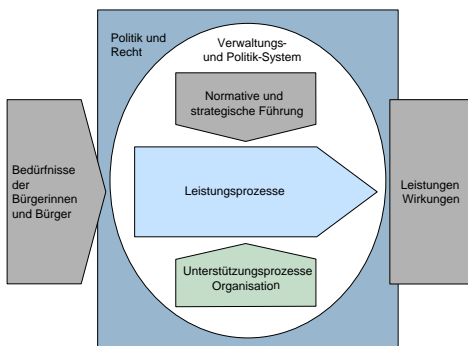 Politik und
Recht
Verwaltungs-
und Politik-System
Normative und
strategische Führung
Bedürfnisse
der
Bürgerinnen
und Bürger
Leistungsprozesse
Leistungen
Wirkungen
Unterstützungsprozesse
Organisation